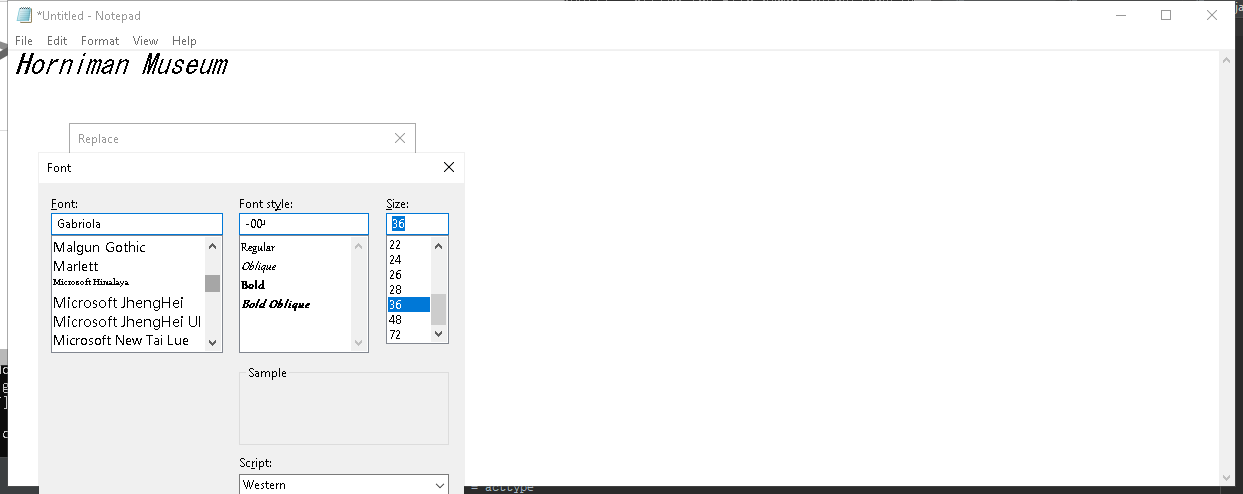 *Untitled - Notepad
File Edit Format View Help
Horniman Museum
Replace
Font
Font: Font style: Size:
Gabriola -00 36
Malgun Gothic Regular 22
Marlett Oblique 24
Microsoft Himalaya Bold 26
Microsoft JhengHei Bold Oblique 28
Microsoft JhengHei UI 36
Microsoft New Tai Lue 48
72
Sample
Script:
Western
= acttype